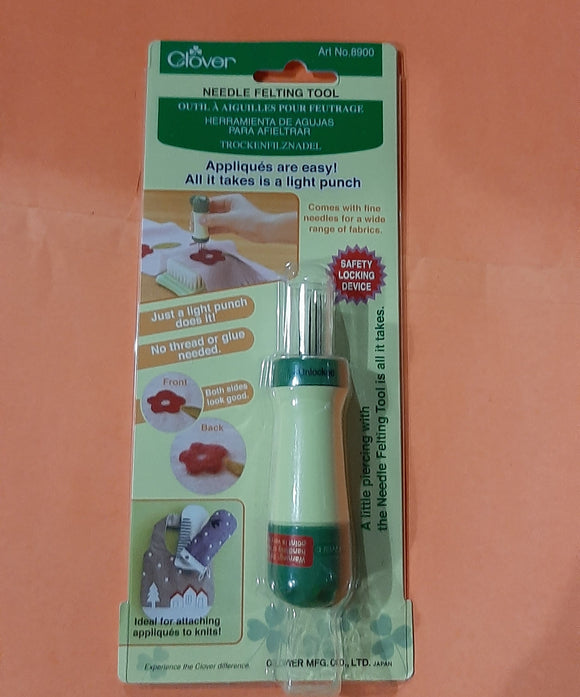 Clover
Art No.8900
NEEDLE FELTING TOOL
OUTIL À AIGUILLES POUR FEUTRAGE
HERRAMIENTA DE AGUJAS
PARA AFIELTRAR
TROCKENFILZNADEL
Appliqués are easy!
All it takes is a light punch
Comes with fine
needles for a wide
range of fabrics.
SAFETY
LOCKING
DEVICE
Just a light punch
does it!
No thread or glue
needed.
Front
Both sides
look good.
Back
A little piercing with
the Needle Felting Tool is all it takes.
Unlocked
Warning
Ideal for attaching
appliqués to knits!
Experience the Clover difference.
CLOVER MFG. CO., LTD. JAPAN